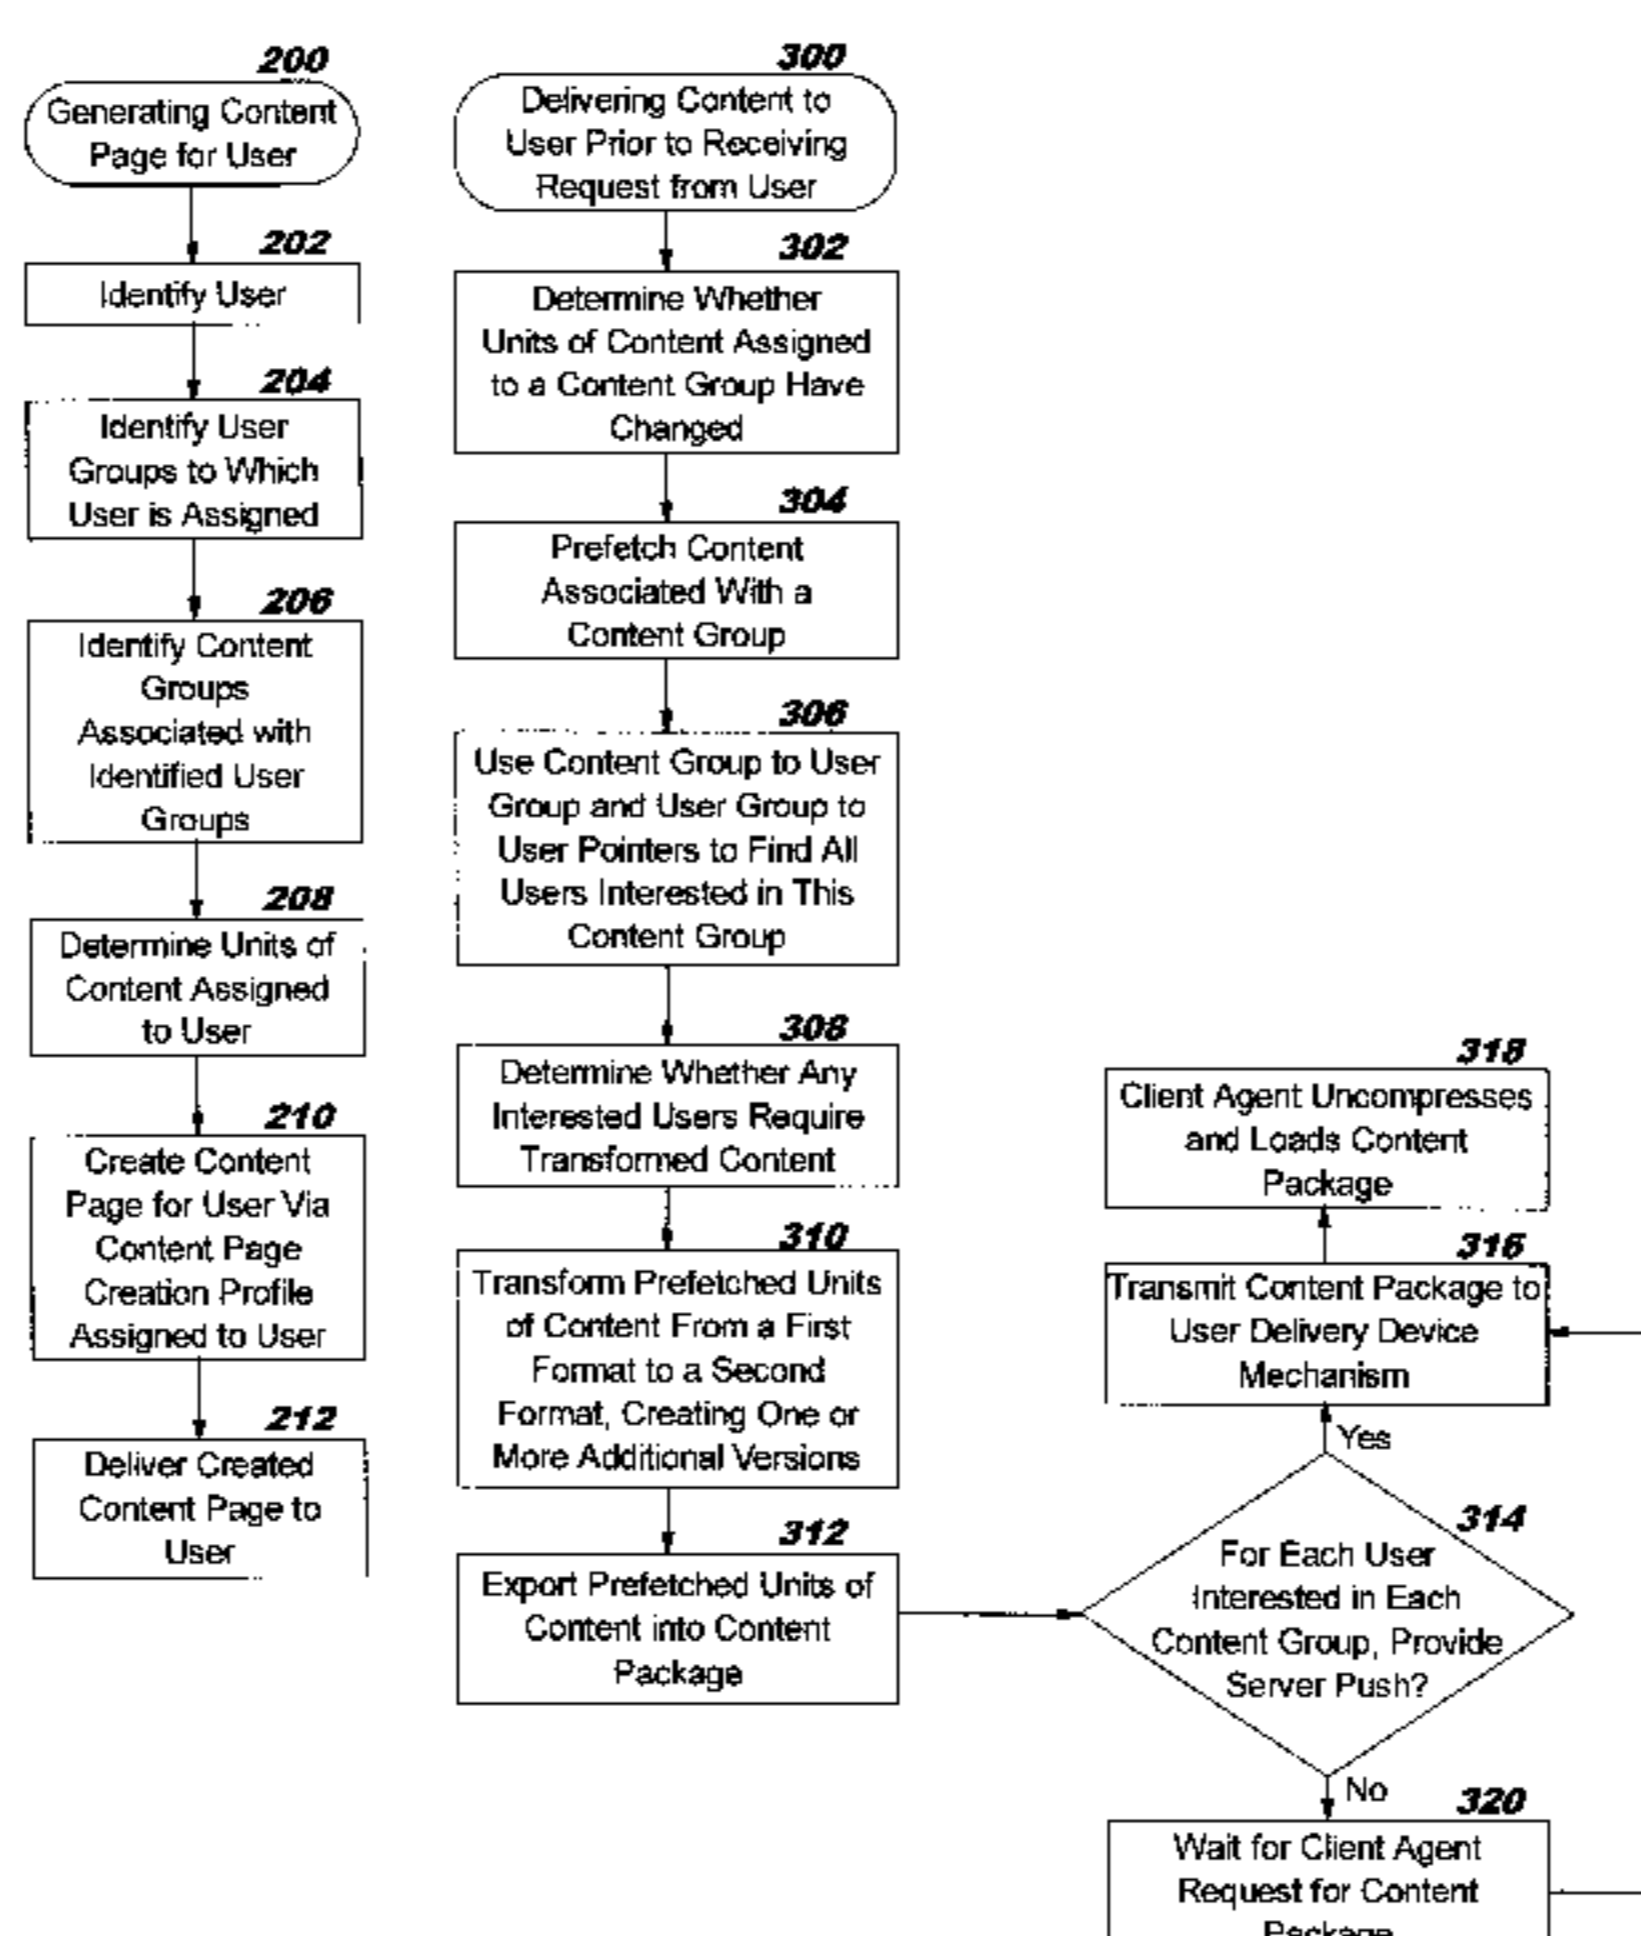 200
Generating Content
Page for User
202
Identify User
204
Identify User
Groups to Which
User is Assigned
206
Identify Content
Groups
Associated with
Identified User
Groups
208
Determine Units of
Content Assigned
to User
210
Create Content
Page for User Via
Content Page
Creation Profile
Assigned to User
212
Deliver Created
Content Page to
User
300
Delivering Content to
User Prior to Receiving
Request from User
302
Determine Whether
Units of Content Assigned
to a Content Group Have
Changed
304
Prefetch Content
Associated With a
Content Group
306
Use Content Group to User
Group and User Group to
User Pointers to Find All
Users Interested in This
Content Group
308
Determine Whether Any
Interested Users Require
Transformed Content
310
Transform Prefetched Units
of Content From a First
Format to a Second
Format, Creating One or
More Additional Versions
312
Export Prefetched Units of
Content into Content
Package
318
Client Agent Uncompresses
and Loads Content
Package
316
Transmit Content Package to
User Delivery Device
Mechanism
Yes
314
For Each User
Interested in Each
Content Group, Provide
Server Push?
No
320
Wait for Client Agent
Request for Content
Package